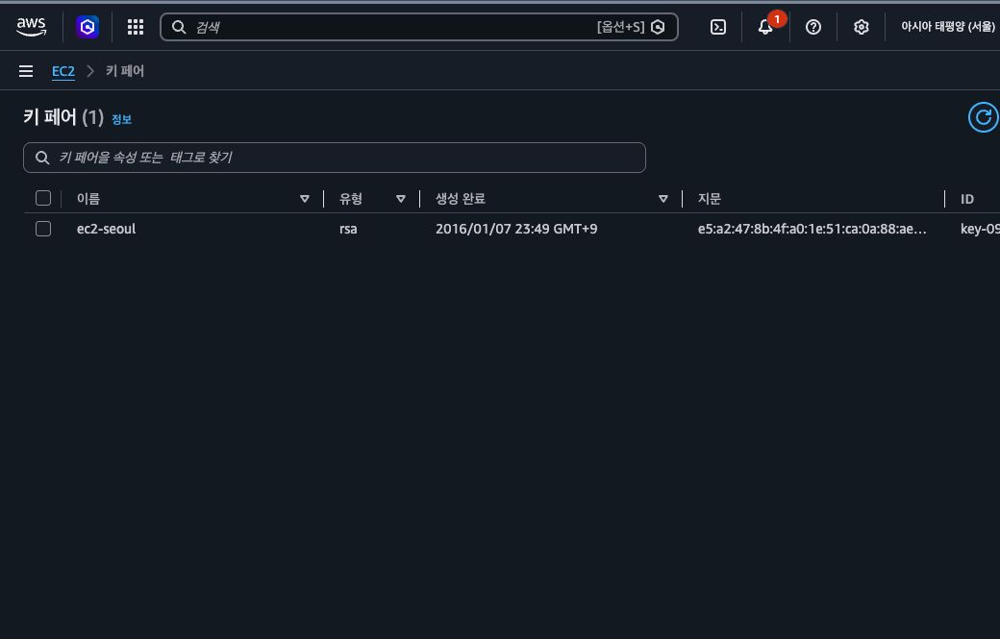 aws 검색 [옵션+S] 1 아시아 태평양 (서울)
EC2 키 페어
키 페어 (1) 정보
키 페어을 속성 또는 태그로 찾기
이름 유형 생성 완료 지문 ID
ec2-seoul rsa 2016/01/07 23:49 GMT+9 e5:a2:47:8b:4f:a0:1e:51:ca:0a:88:ae... key-09